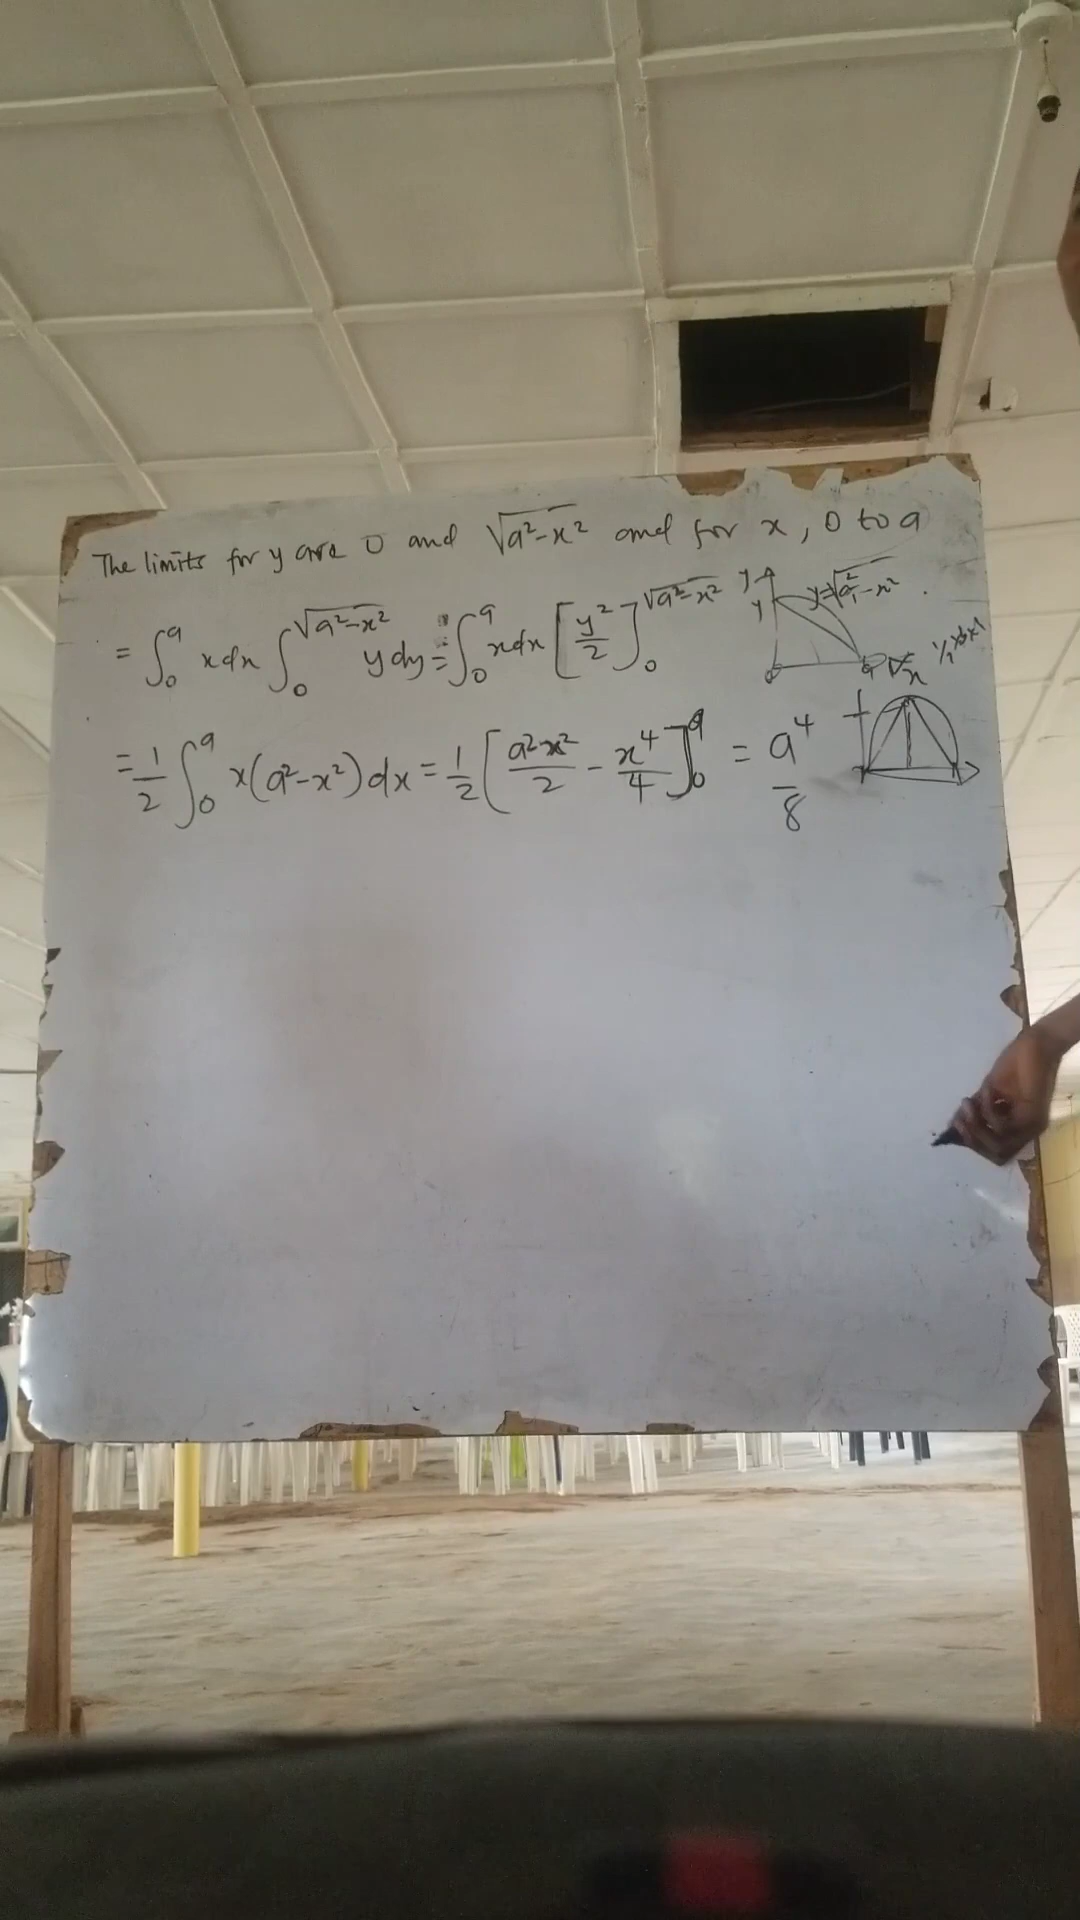 The limits for y are 0 and √a²-x² and for x, 0 to a
= ∫₀ᵃ x dx ∫₀^√a²-x² y dy = ∫₀ᵃ x dx [y²/2]₀^√a²-x²
y
y
y=√a²-x²
a
x
= 1/2 ∫₀ᵃ x(a²-x²) dx = 1/2 [a²x²/2 - x⁴/4]₀ᵃ = a⁴/8